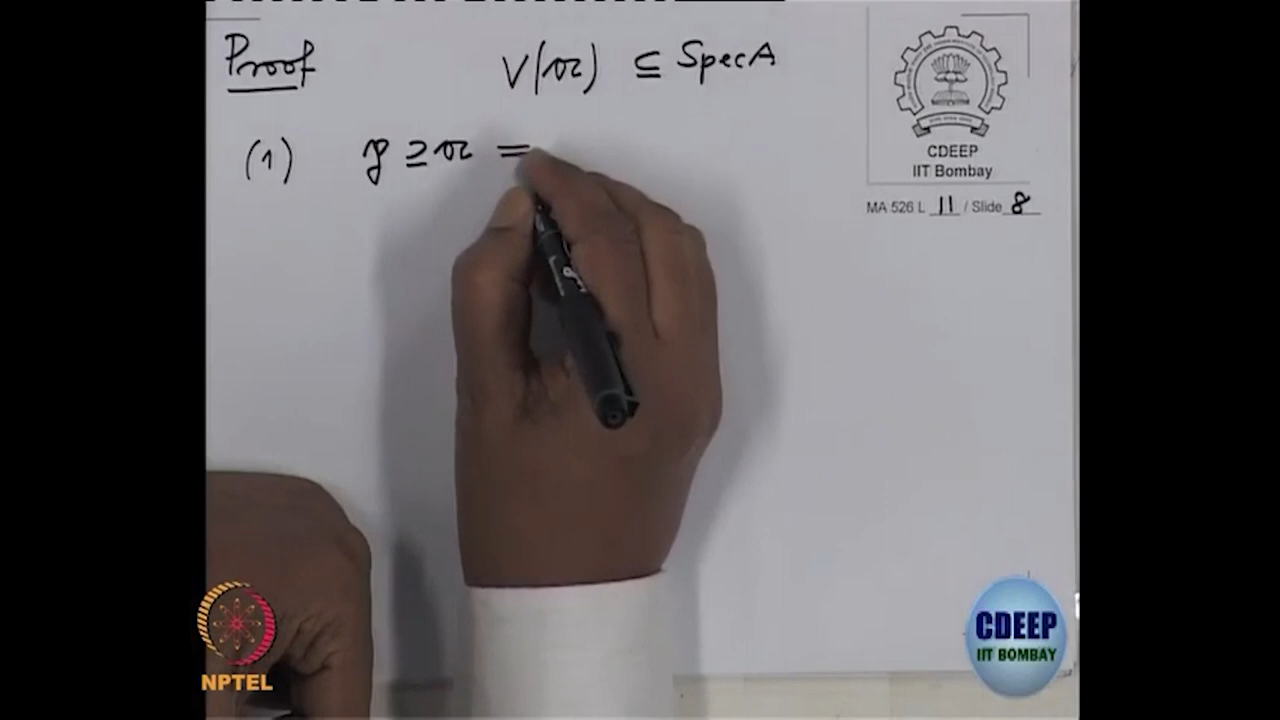 Proof V(𝔞) ⊆ Spec A
(1) 𝔭 ⊇ 𝔞 =
CDEEP
IIT Bombay
MA 526 L 11 / Slide 8
NPTEL
CDEEP
IIT BOMBAY